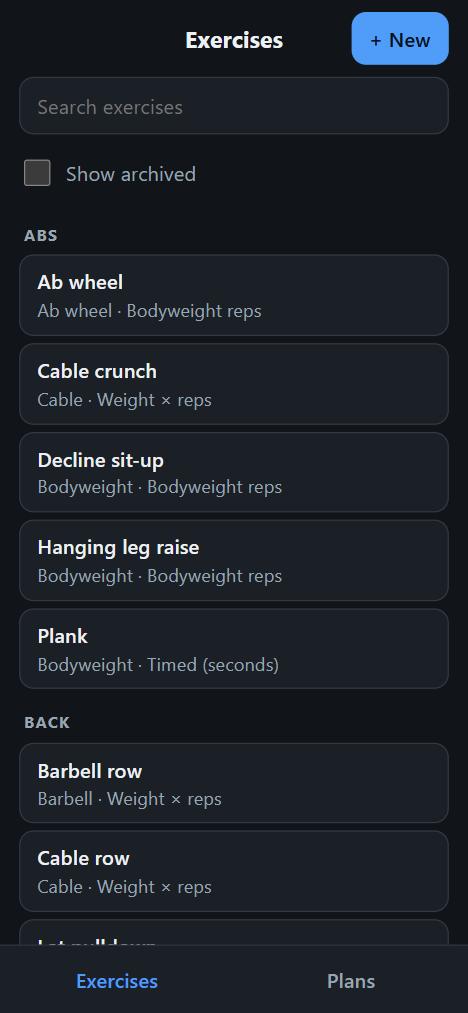 Exercises
+ New
Search exercises
Show archived
ABS
Ab wheel
Ab wheel · Bodyweight reps
Cable crunch
Cable · Weight × reps
Decline sit-up
Bodyweight · Bodyweight reps
Hanging leg raise
Bodyweight · Bodyweight reps
Plank
Bodyweight · Timed (seconds)
BACK
Barbell row
Barbell · Weight × reps
Cable row
Cable · Weight × reps
Lat pulldown
Exercises
Plans